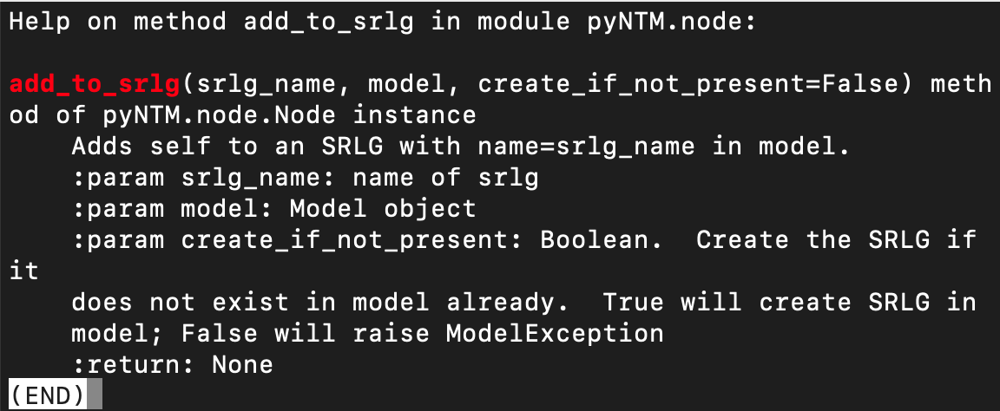 Help on method add_to_srlg in module pyNTM.node:

add_to_srlg(srlg_name, model, create_if_not_present=False) meth
od of pyNTM.node.Node instance
    Adds self to an SRLG with name=srlg_name in model.
    :param srlg_name: name of srlg
    :param model: Model object
    :param create_if_not_present: Boolean.  Create the SRLG if
it
    does not exist in model already.  True will create SRLG in
    model; False will raise ModelException
    :return: None
(END)